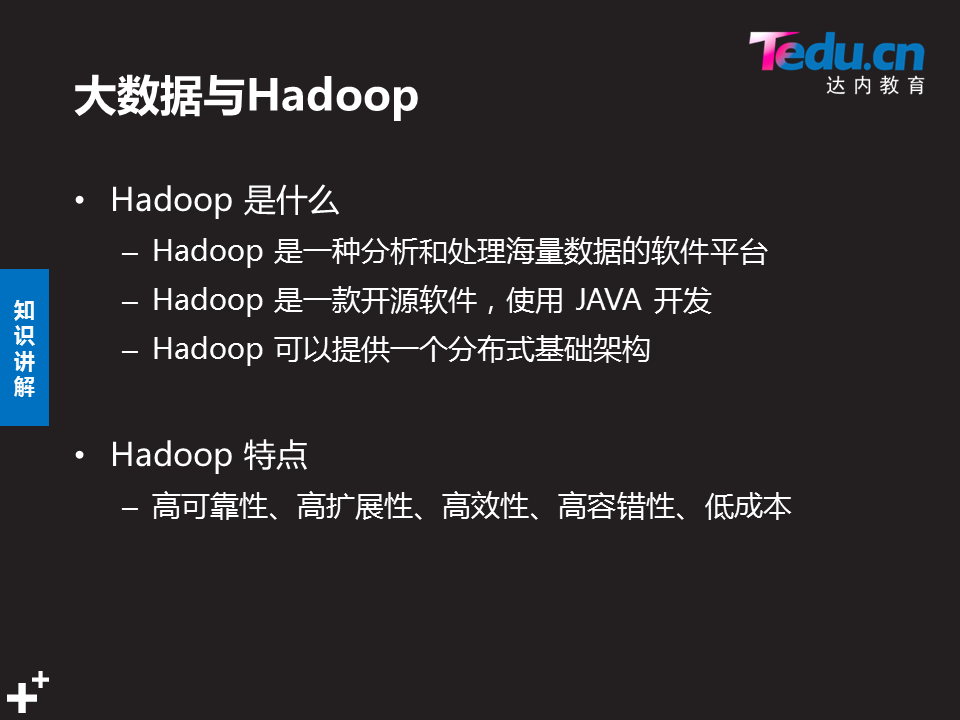 Tedu.cn
达内教育
大数据与Hadoop
• Hadoop 是什么
– Hadoop 是一种分析和处理海量数据的软件平台
– Hadoop 是一款开源软件，使用 JAVA 开发
– Hadoop 可以提供一个分布式基础架构
知识讲解
• Hadoop 特点
– 高可靠性、高扩展性、高效性、高容错性、低成本